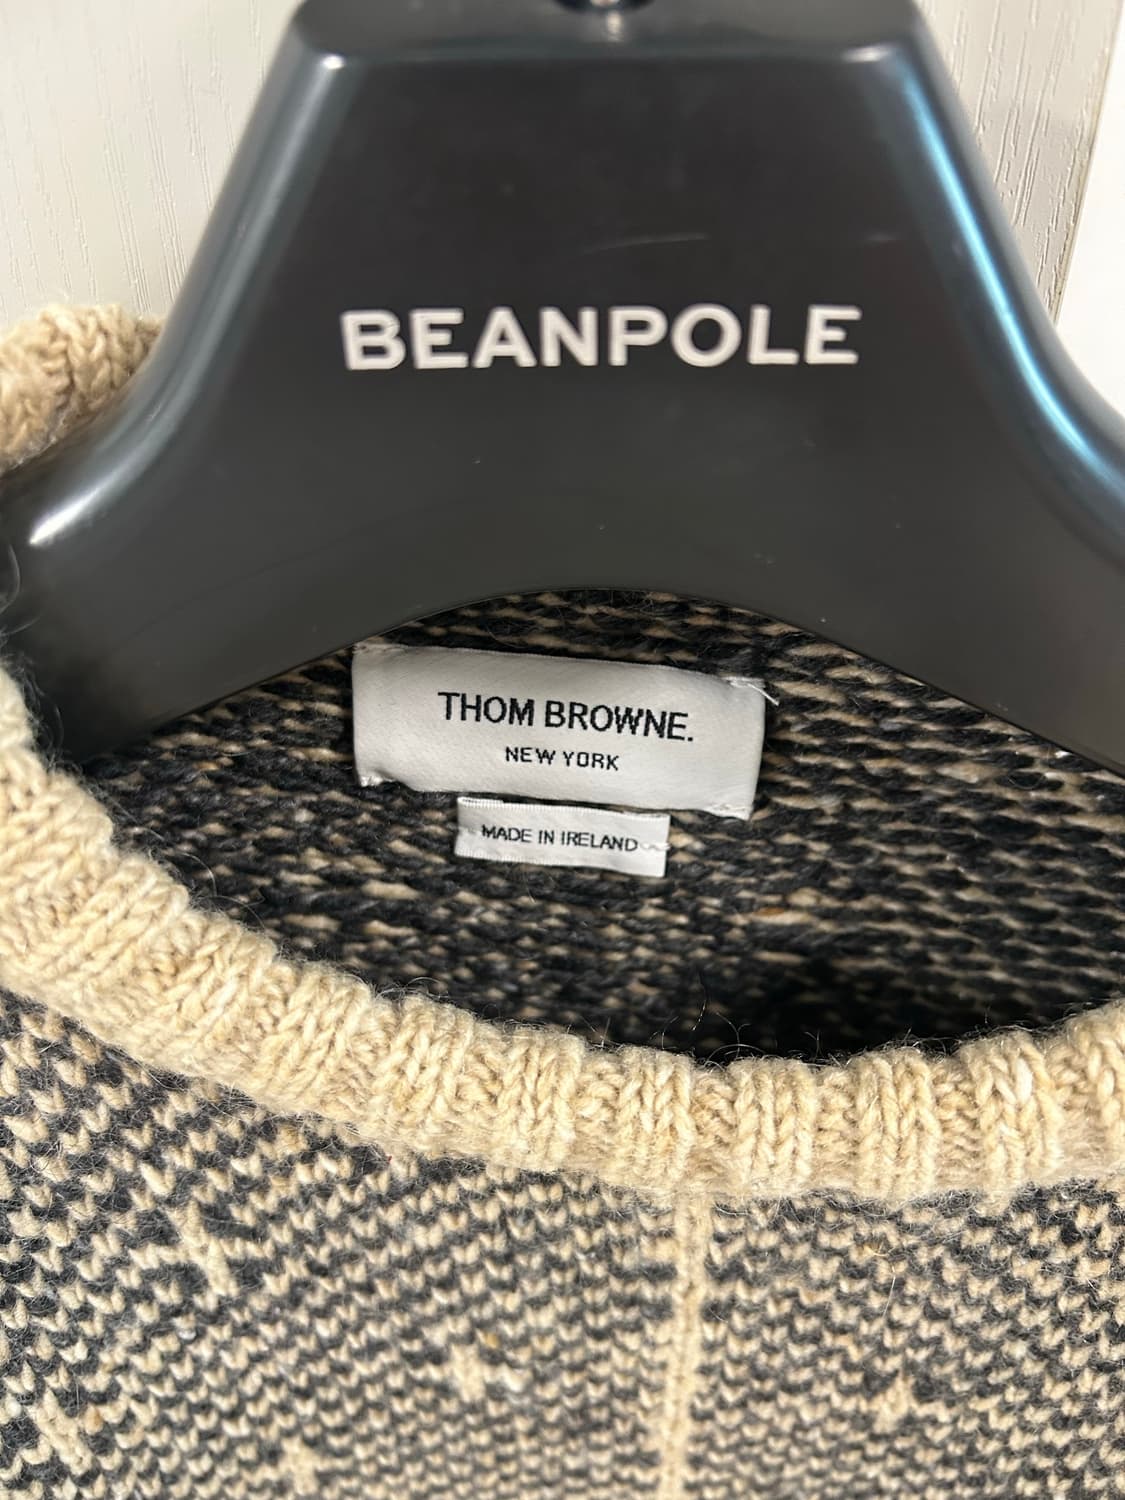 BEANPOLE
THOM BROWNE.
NEW YORK
MADE IN IRELAND